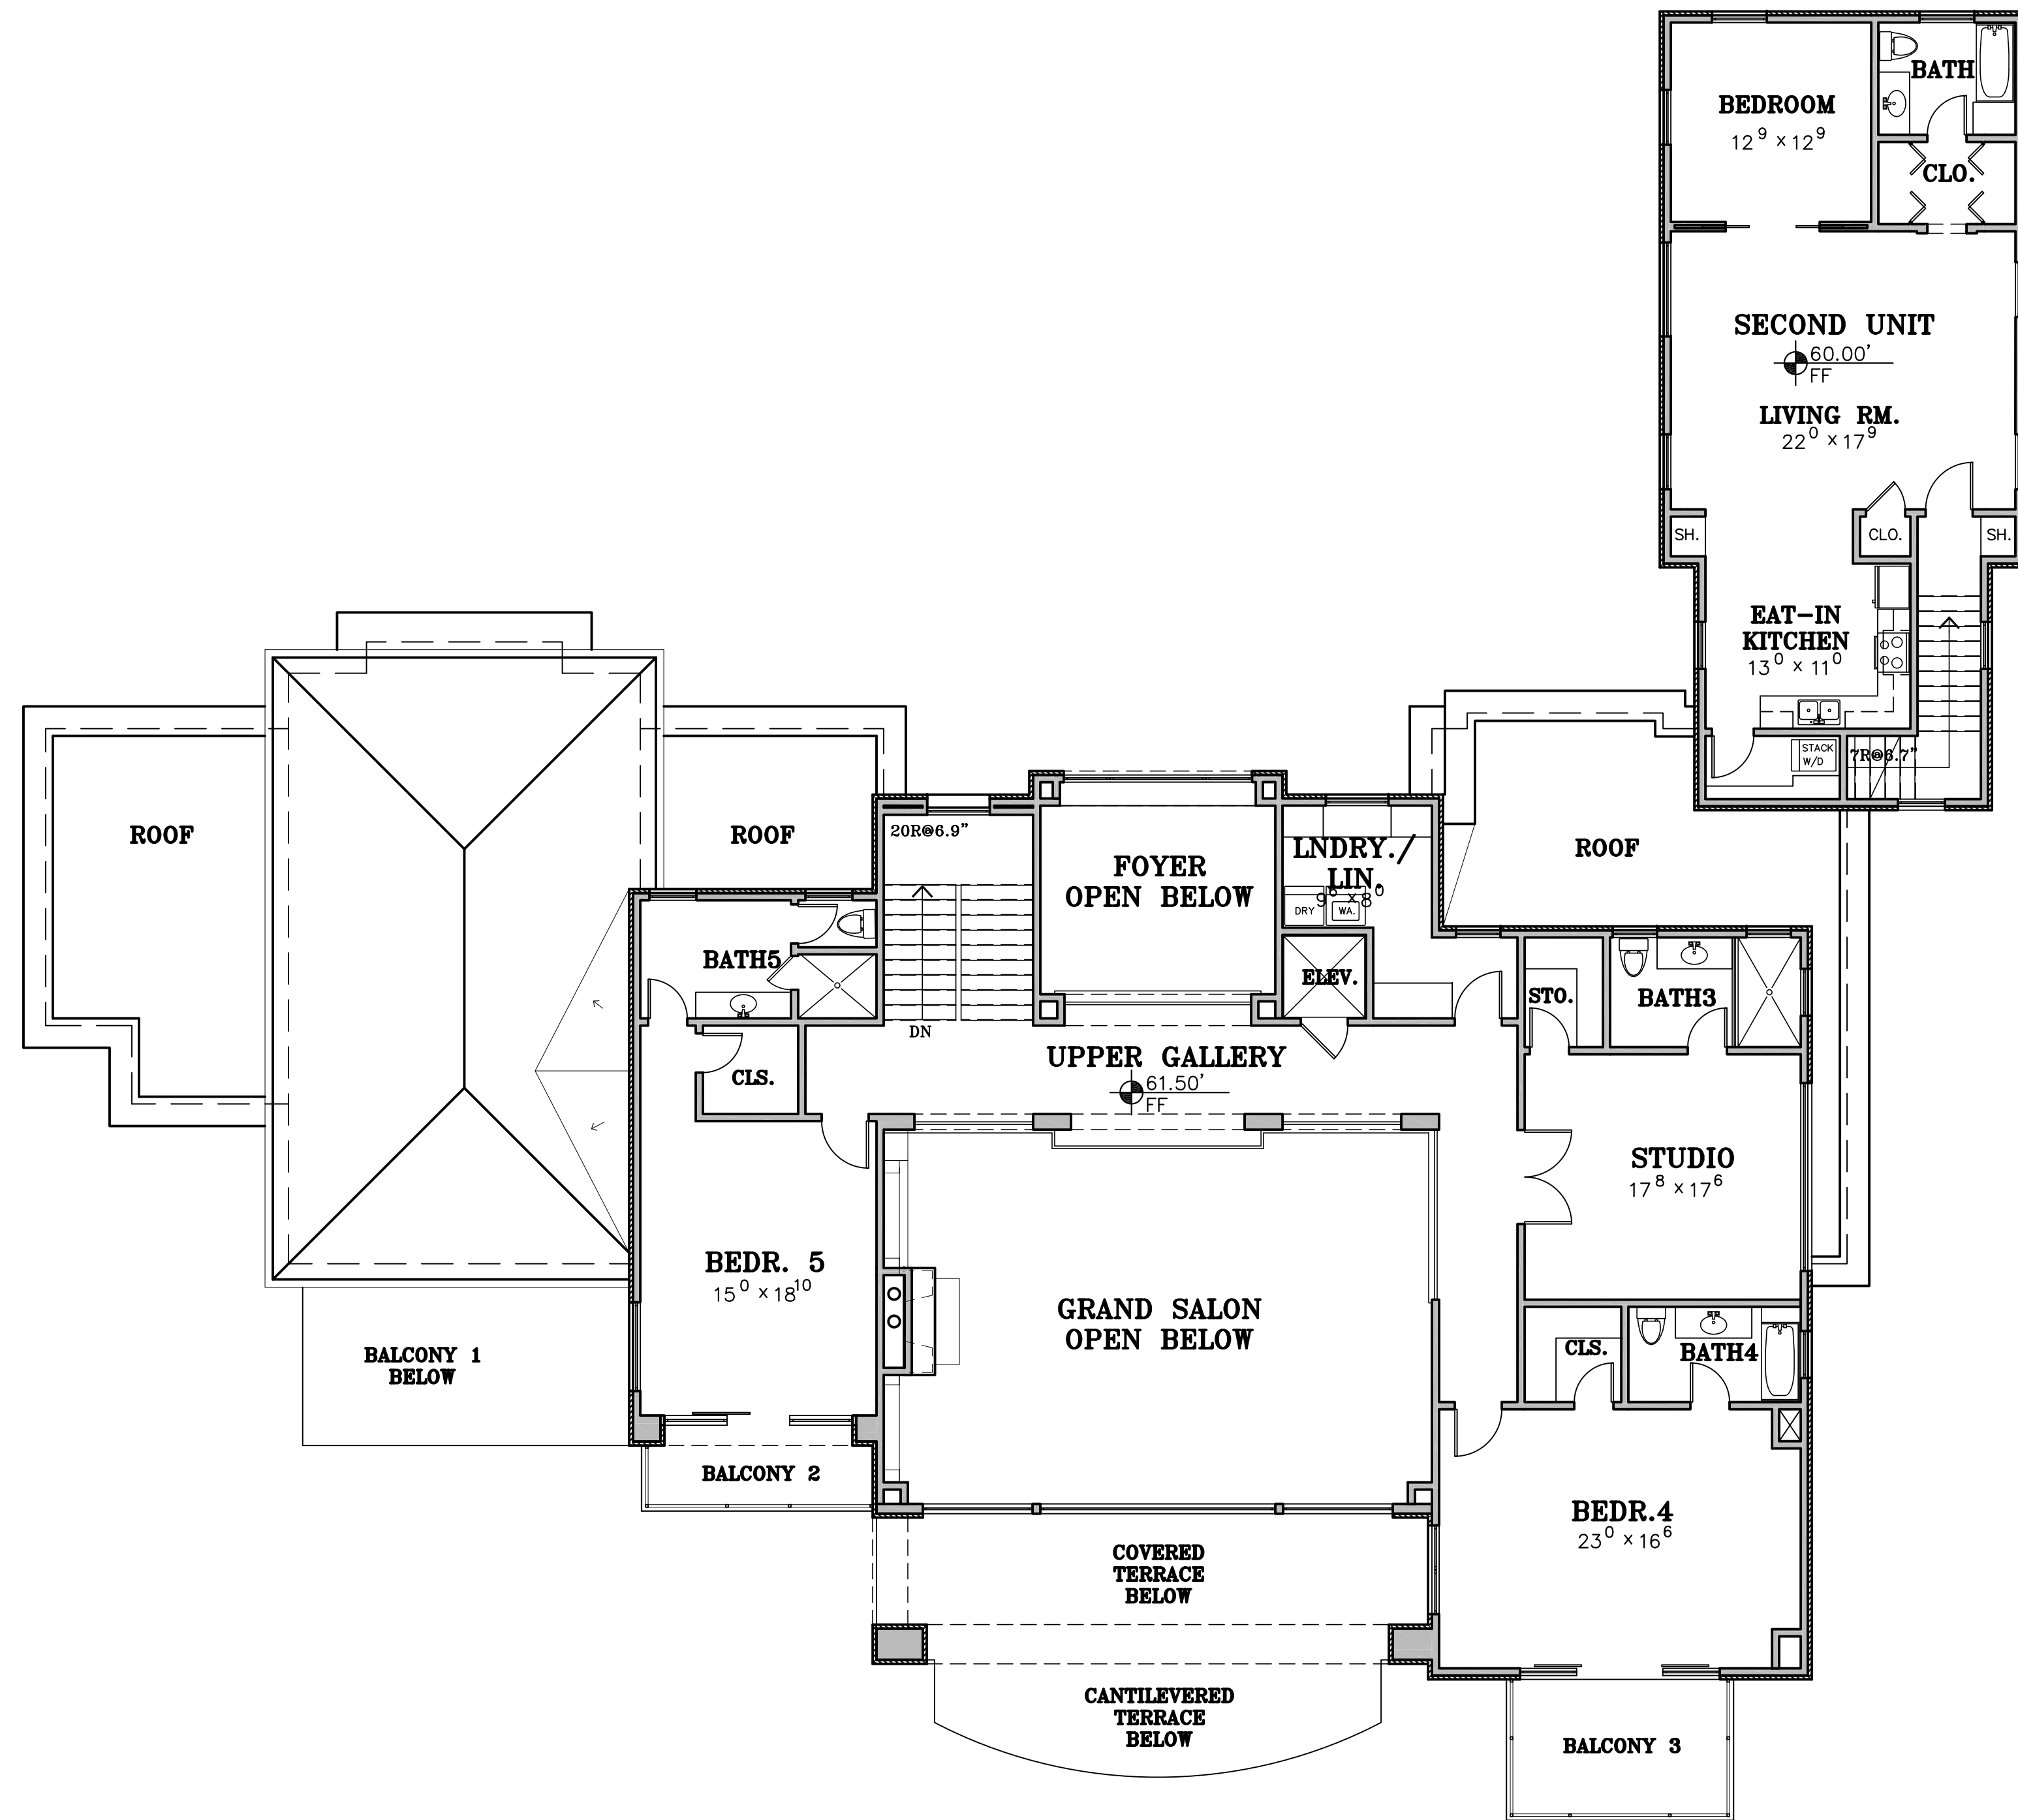 BATH
BEDROOM
12⁹ x 12⁹
CLO.
SECOND UNIT
60.00'
FF
LIVING RM.
22⁰ x 17⁹
SH.
CLO.
SH.
EAT-IN
KITCHEN
13⁰ x 11⁰
STACK
W/D
7R@6.7"
ROOF
ROOF
20R@6.9"
FOYER
OPEN BELOW
LNDRY./
LIN.
DRY
WA.
ROOF
BATH5
ELEV.
STO.
BATH3
DN
UPPER GALLERY
61.50'
FF
CLS.
STUDIO
17⁸ x 17⁶
BEDR. 5
15⁰ x 18¹⁰
GRAND SALON
OPEN BELOW
BALCONY 1
BELOW
CLS.
BATH4
BALCONY 2
BEDR.4
23⁰ x 16⁶
COVERED
TERRACE
BELOW
CANTILEVERED
TERRACE
BELOW
BALCONY 3